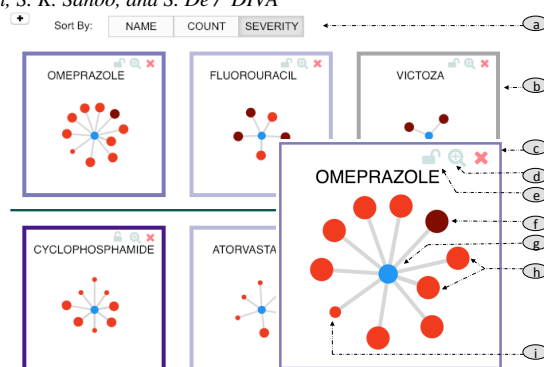 , S. K. Sahoo, and S. De / DIVA
+
Sort By: NAME COUNT SEVERITY
a
OMEPRAZOLE
FLUOROURACIL
VICTOZA
b
c
OMEPRAZOLE
d
e
f
g
h
CYCLOPHOSPHAMIDE
ATORVASTA
i